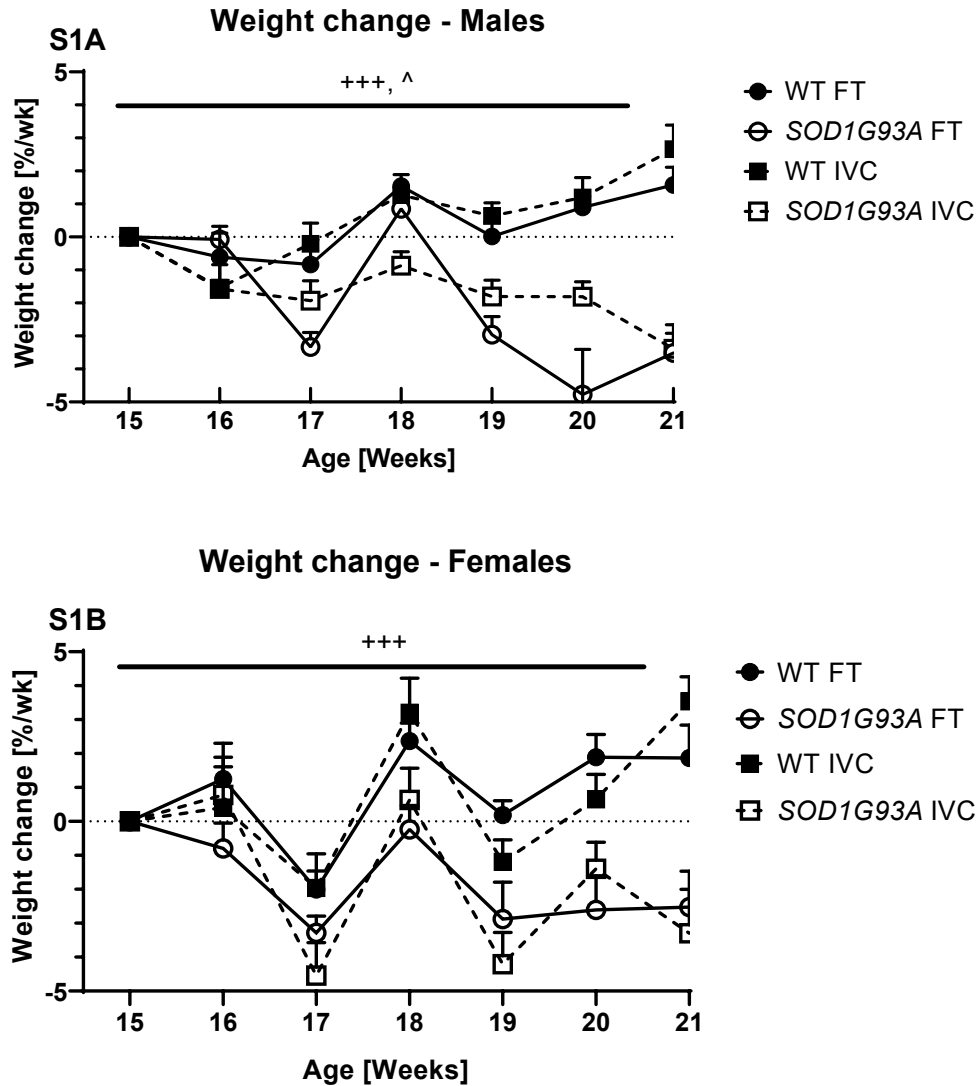 Weight change - Males
S1A
+++, ^
Weight change [%/wk]
5
0
-5
15 16 17 18 19 20 21
Age [Weeks]
WT FT
SOD1G93A FT
WT IVC
SOD1G93A IVC
Weight change - Females
S1B
+++
Weight change [%/wk]
5
0
-5
15 16 17 18 19 20 21
Age [Weeks]
WT FT
SOD1G93A FT
WT IVC
SOD1G93A IVC